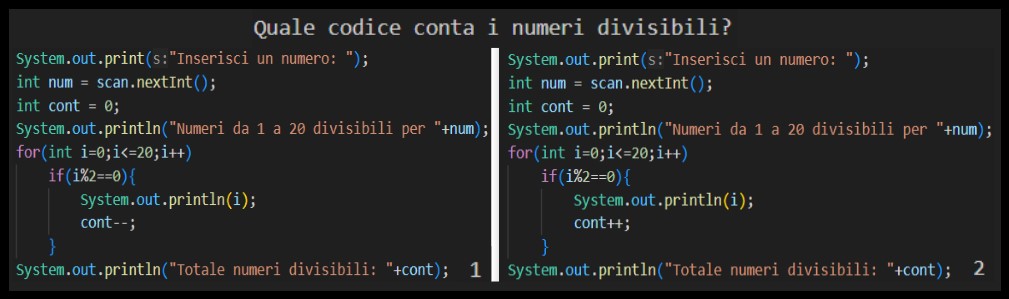 Quale codice conta i numeri divisibili?
System.out.print(s:"Inserisci un numero: ");
int num = scan.nextInt();
int cont = 0;
System.out.println("Numeri da 1 a 20 divisibili per "+num);
for(int i=0;i<=20;i++)
if(i%2==0){
System.out.println(i);
cont--;
}
System.out.println("Totale numeri divisibili: "+cont);
1
System.out.print(s:"Inserisci un numero: ");
int num = scan.nextInt();
int cont = 0;
System.out.println("Numeri da 1 a 20 divisibili per "+num);
for(int i=0;i<=20;i++)
if(i%2==0){
System.out.println(i);
cont++;
}
System.out.println("Totale numeri divisibili: "+cont);
2